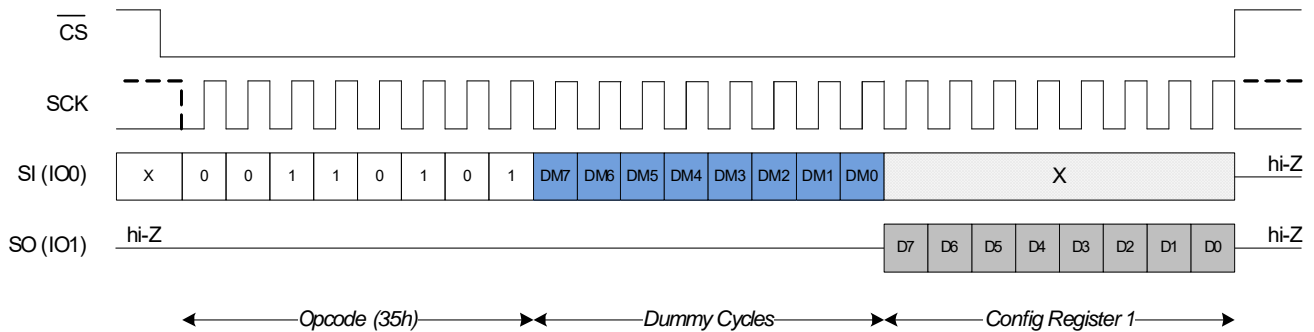 CS
SCK
SI (IO0) X 0 0 1 1 0 1 0 1 DM7 DM6 DM5 DM4 DM3 DM2 DM1 DM0 X hi-Z
SO (IO1) hi-Z D7 D6 D5 D4 D3 D2 D1 D0 hi-Z
Opcode (35h) Dummy Cycles Config Register 1